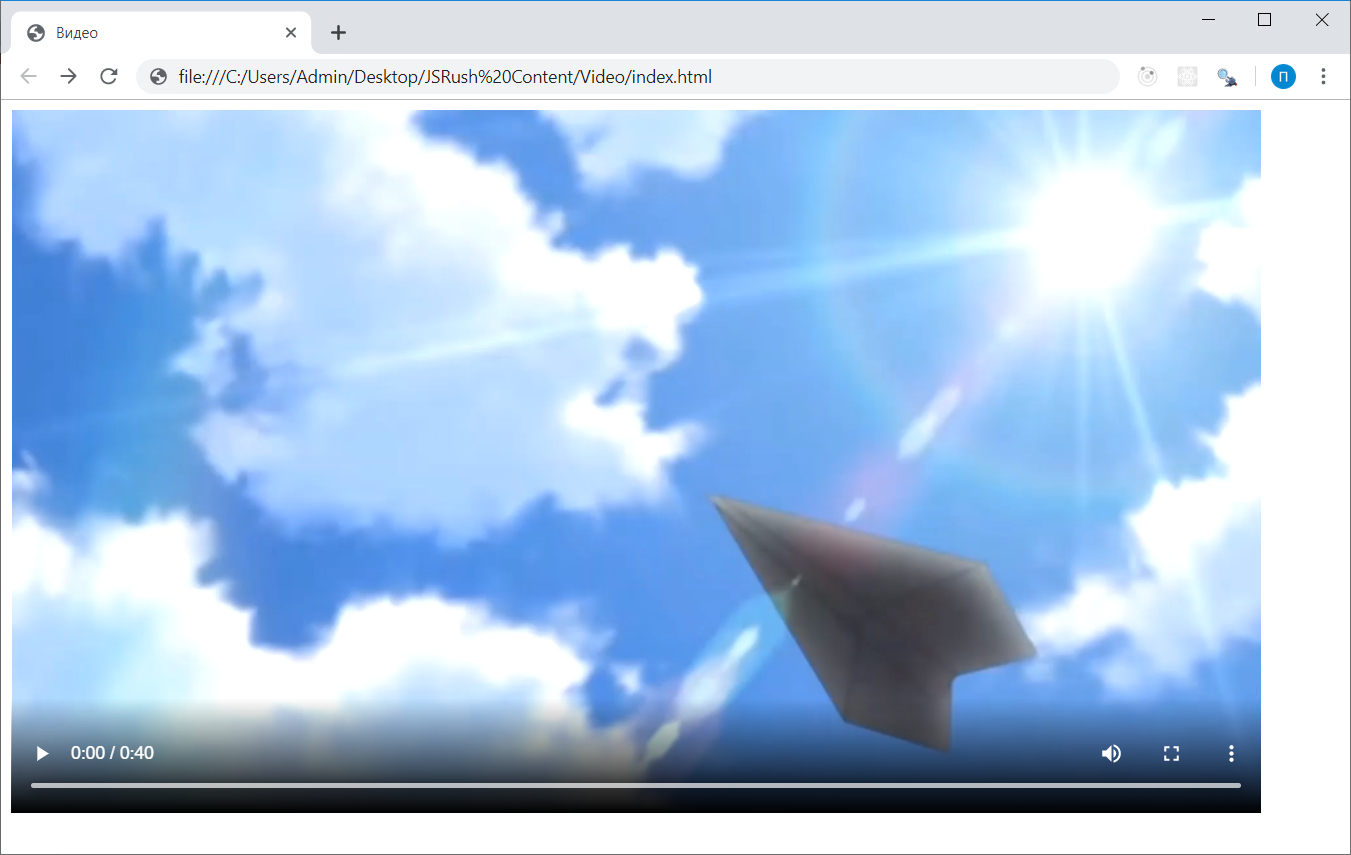 Видео
file:///C:/Users/Admin/Desktop/JSRush%20Content/Video/index.html
П
0:00 / 0:40